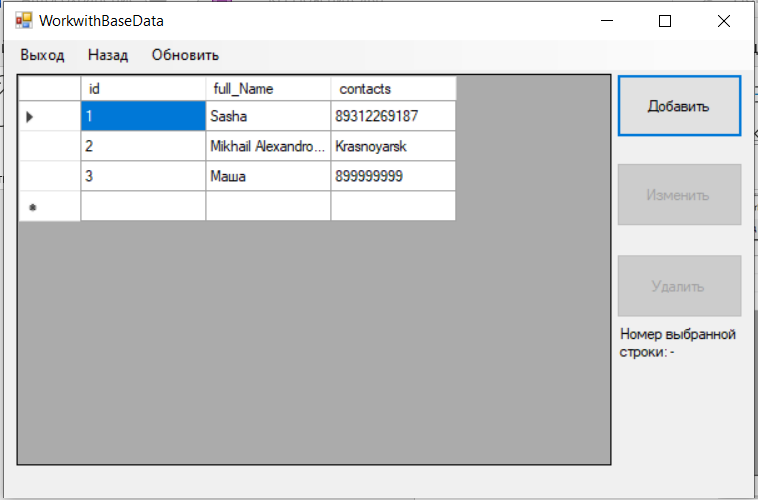 WorkwithBaseData
Выход Назад Обновить
id full_Name contacts
1 Sasha 89312269187
2 Mikhail Alexandro... Krasnoyarsk
3 Маша 899999999
Добавить
Изменить
Удалить
Номер выбранной
строки: -